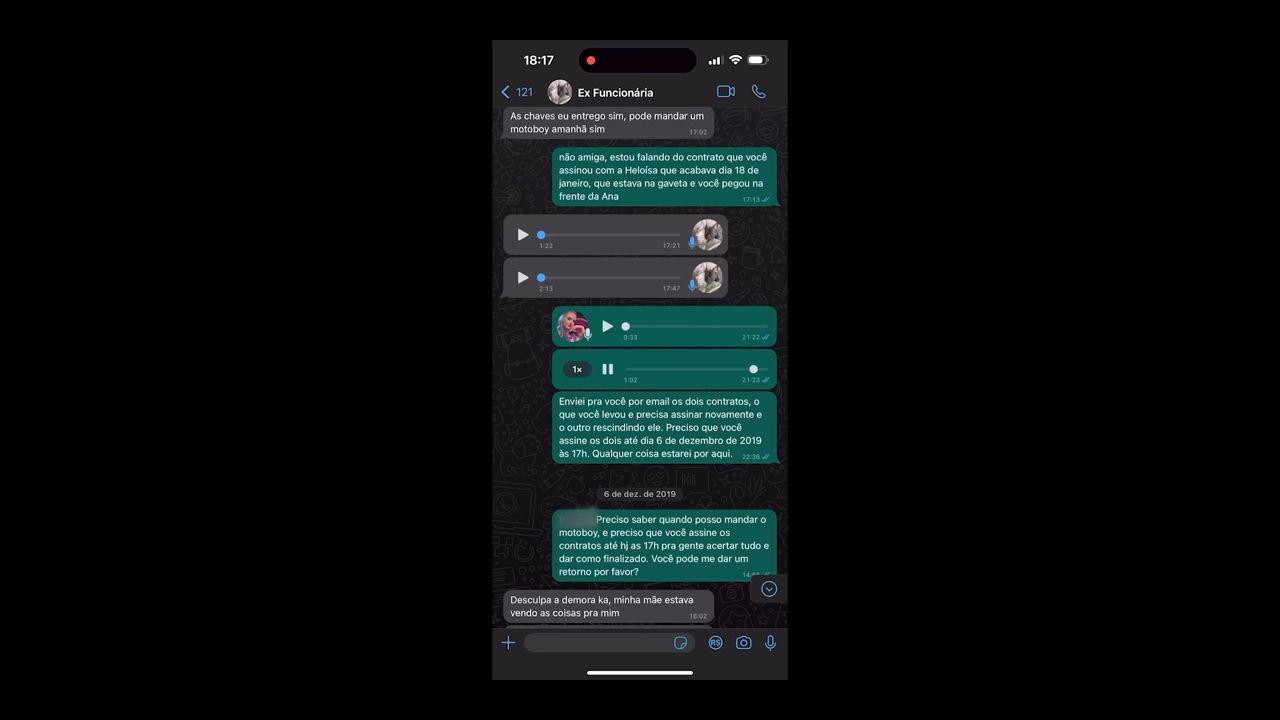 18:17
121
Ex Funcionária
As chaves eu entrego sim, pode mandar um
motoboy amanhã sim
17:02
não amiga, estou falando do contrato que você
assinou com a Heloísa que acabava dia 18 de
janeiro, que estava na gaveta e você pegou na
frente da Ana
17:13
1:22
17:21
2:13
17:47
0:33
21:22
1×
1:02
21:23
Enviei pra você por email os dois contratos, o
que você levou e precisa assinar novamente e
o outro rescindindo ele. Preciso que você
assine os dois até dia 6 de dezembro de 2019
às 17h. Qualquer coisa estarei por aqui.
22:36
6 de dez. de 2019
Preciso saber quando posso mandar o
motoboy, e preciso que você assine os
contratos até hj as 17h pra gente acertar tudo e
dar como finalizado. Você pode me dar um
retorno por favor?
Desculpa a demora ka, minha mãe estava
vendo as coisas pra mim
16:02
RS